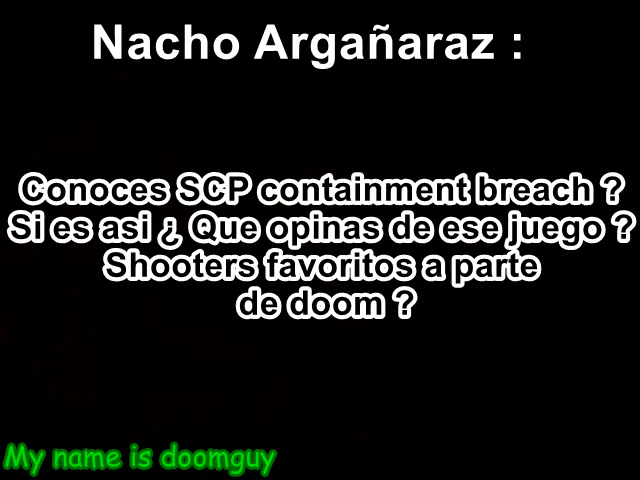 Nacho Argañaraz :
Conoces SCP containment breach ?
Si es asi ¿ Que opinas de ese juego ?
Shooters favoritos a parte
de doom ?
My name is doomguy